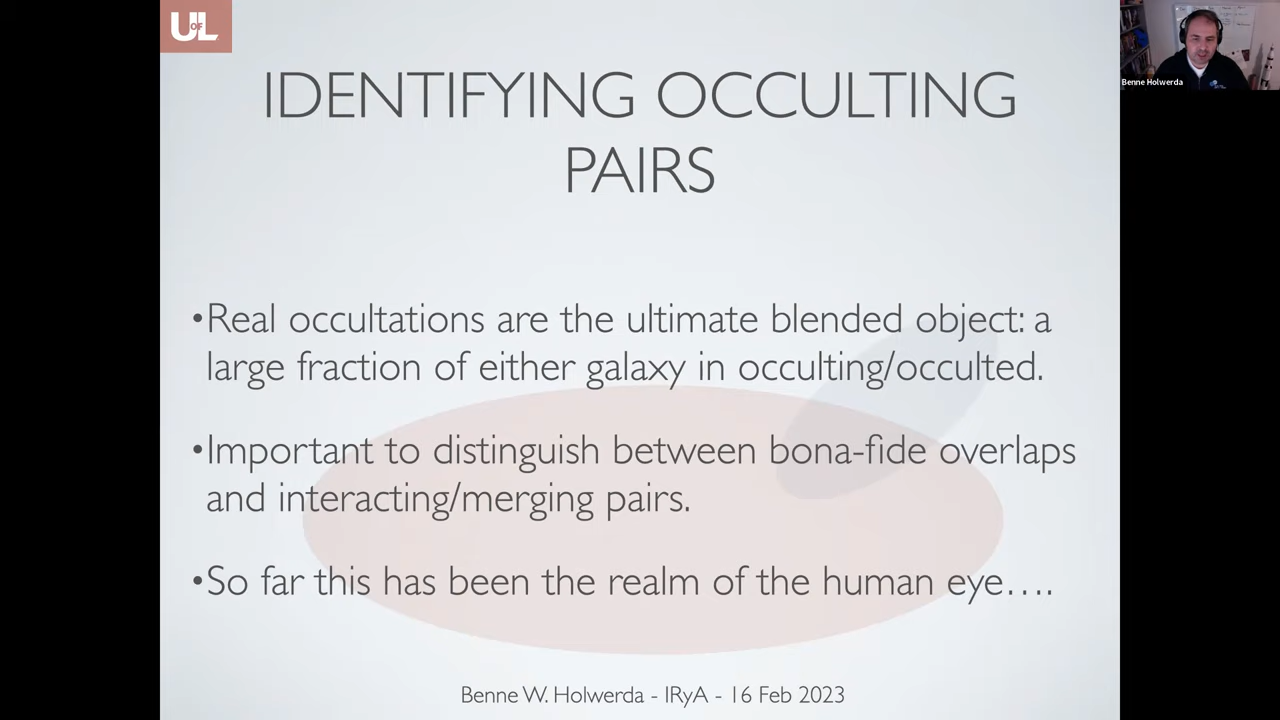 UL
OF
Benne Holwerda
IDENTIFYING OCCULTING
PAIRS
•Real occultations are the ultimate blended object: a
large fraction of either galaxy in occulting/occulted.
•Important to distinguish between bona-fide overlaps
and interacting/merging pairs.
•So far this has been the realm of the human eye….
Benne W. Holwerda - IRyA - 16 Feb 2023